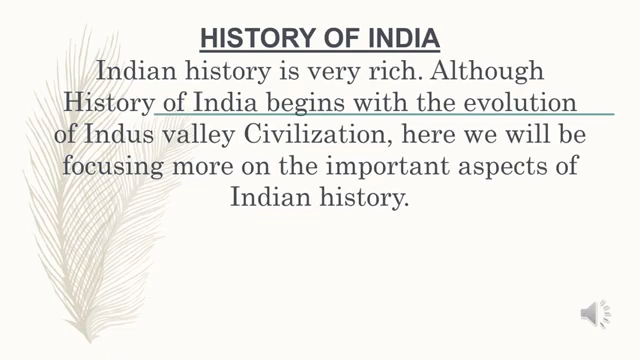 HISTORY OF INDIA
Indian history is very rich. Although
History of India begins with the evolution
of Indus valley Civilization, here we will be
focusing more on the important aspects of
Indian history.